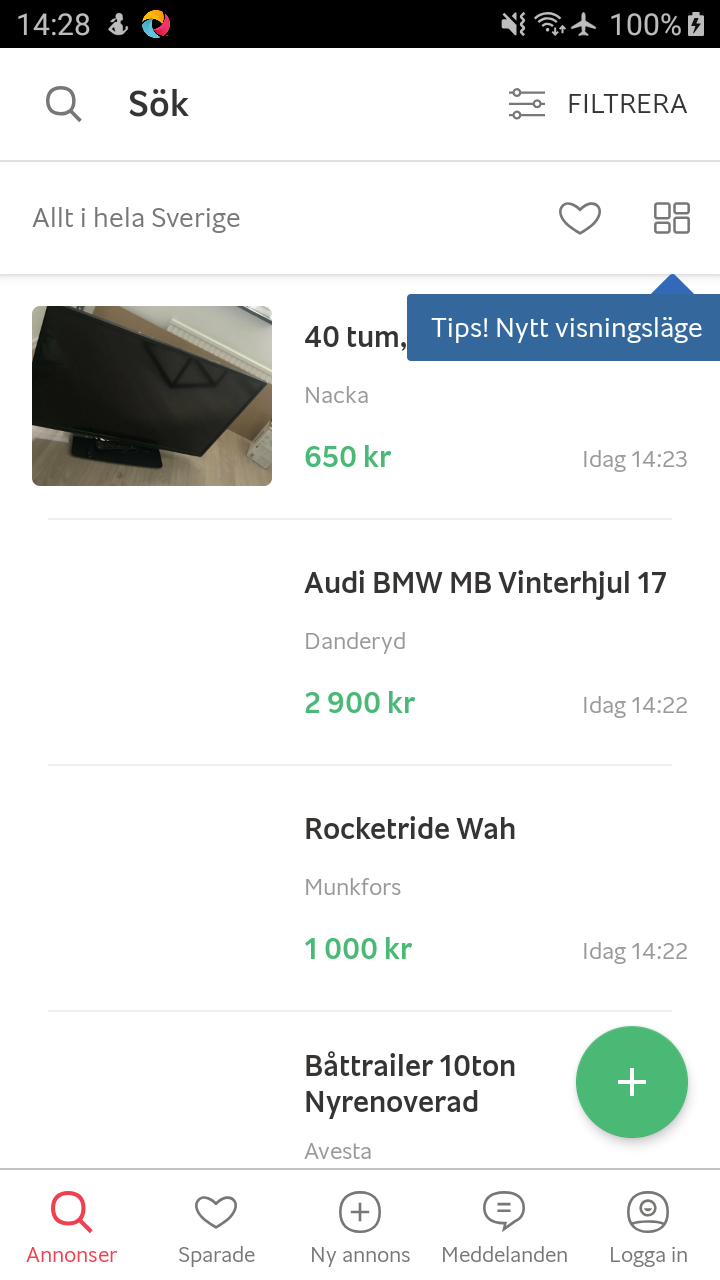 14:28
100%
Sök
FILTRERA
Allt i hela Sverige
Tips! Nytt visningsläge
40 tum,
Nacka
650 kr
Idag 14:23
Audi BMW MB Vinterhjul 17
Danderyd
2 900 kr
Idag 14:22
Rocketride Wah
Munkfors
1 000 kr
Idag 14:22
Båttrailer 10ton
Nyrenoverad
Avesta
Annonser
Sparade
Ny annons
Meddelanden
Logga in